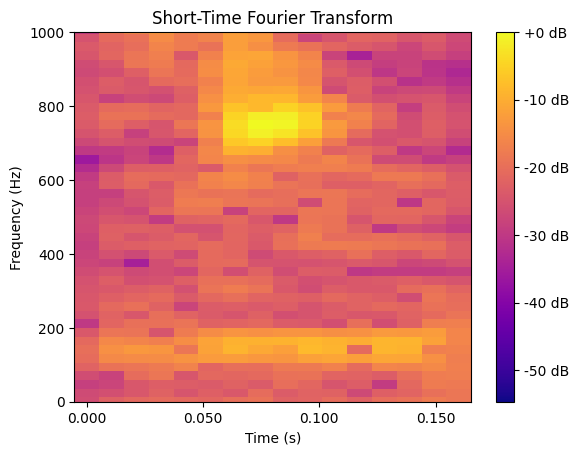 Short-Time Fourier Transform
1000
800
600
400
200
0
Frequency (Hz)
0.000
0.050
0.100
0.150
Time (s)
+0 dB
-10 dB
-20 dB
-30 dB
-40 dB
-50 dB